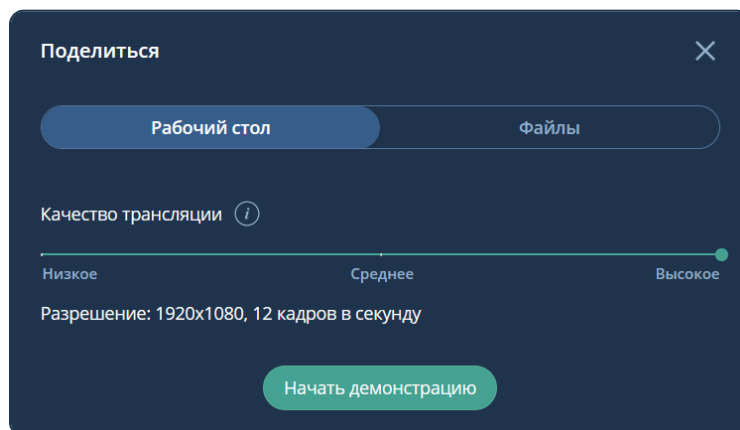 Поделиться
Рабочий стол Файлы
Качество трансляции i
Низкое Среднее Высокое
Разрешение: 1920x1080, 12 кадров в секунду
Начать демонстрацию